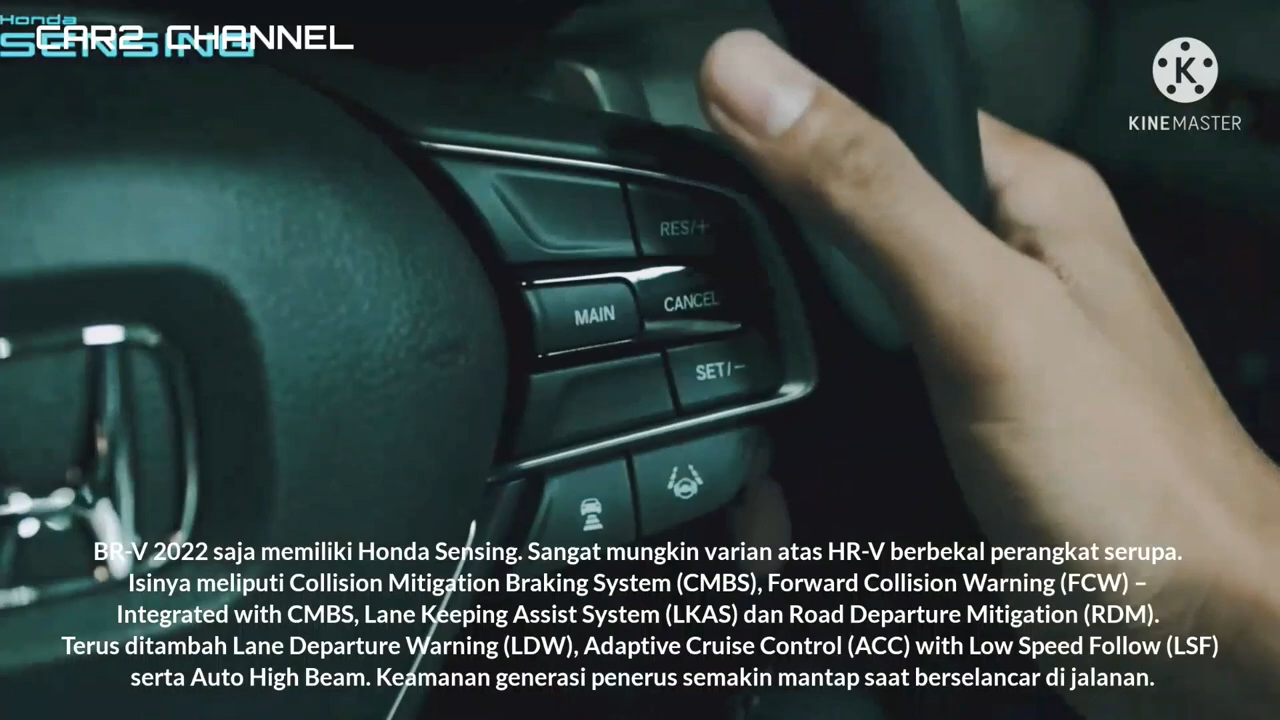 Honda
SENSING
CAR2 CHANNEL
K
KINEMASTER
RES/+
CANCEL
MAIN
SET/−
BR-V 2022 saja memiliki Honda Sensing. Sangat mungkin varian atas HR-V berbekal perangkat serupa.
Isinya meliputi Collision Mitigation Braking System (CMBS), Forward Collision Warning (FCW) –
Integrated with CMBS, Lane Keeping Assist System (LKAS) dan Road Departure Mitigation (RDM).
Terus ditambah Lane Departure Warning (LDW), Adaptive Cruise Control (ACC) with Low Speed Follow (LSF)
serta Auto High Beam. Keamanan generasi penerus semakin mantap saat berselancar di jalanan.